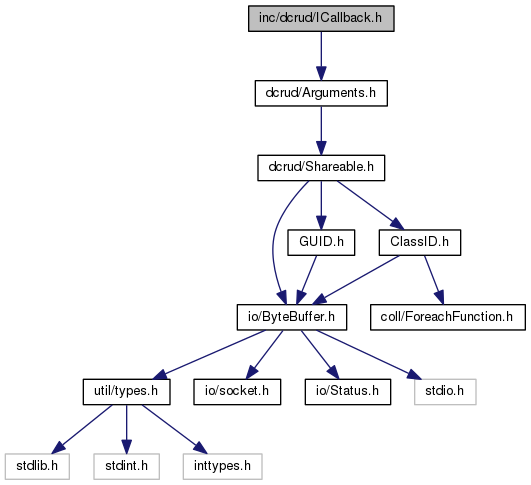 inc/dcrud/ICallback.h
dcrud/Arguments.h
dcrud/Shareable.h
GUID.h
ClassID.h
io/ByteBuffer.h
coll/ForeachFunction.h
util/types.h
io/socket.h
io/Status.h
stdio.h
stdlib.h
stdint.h
inttypes.h